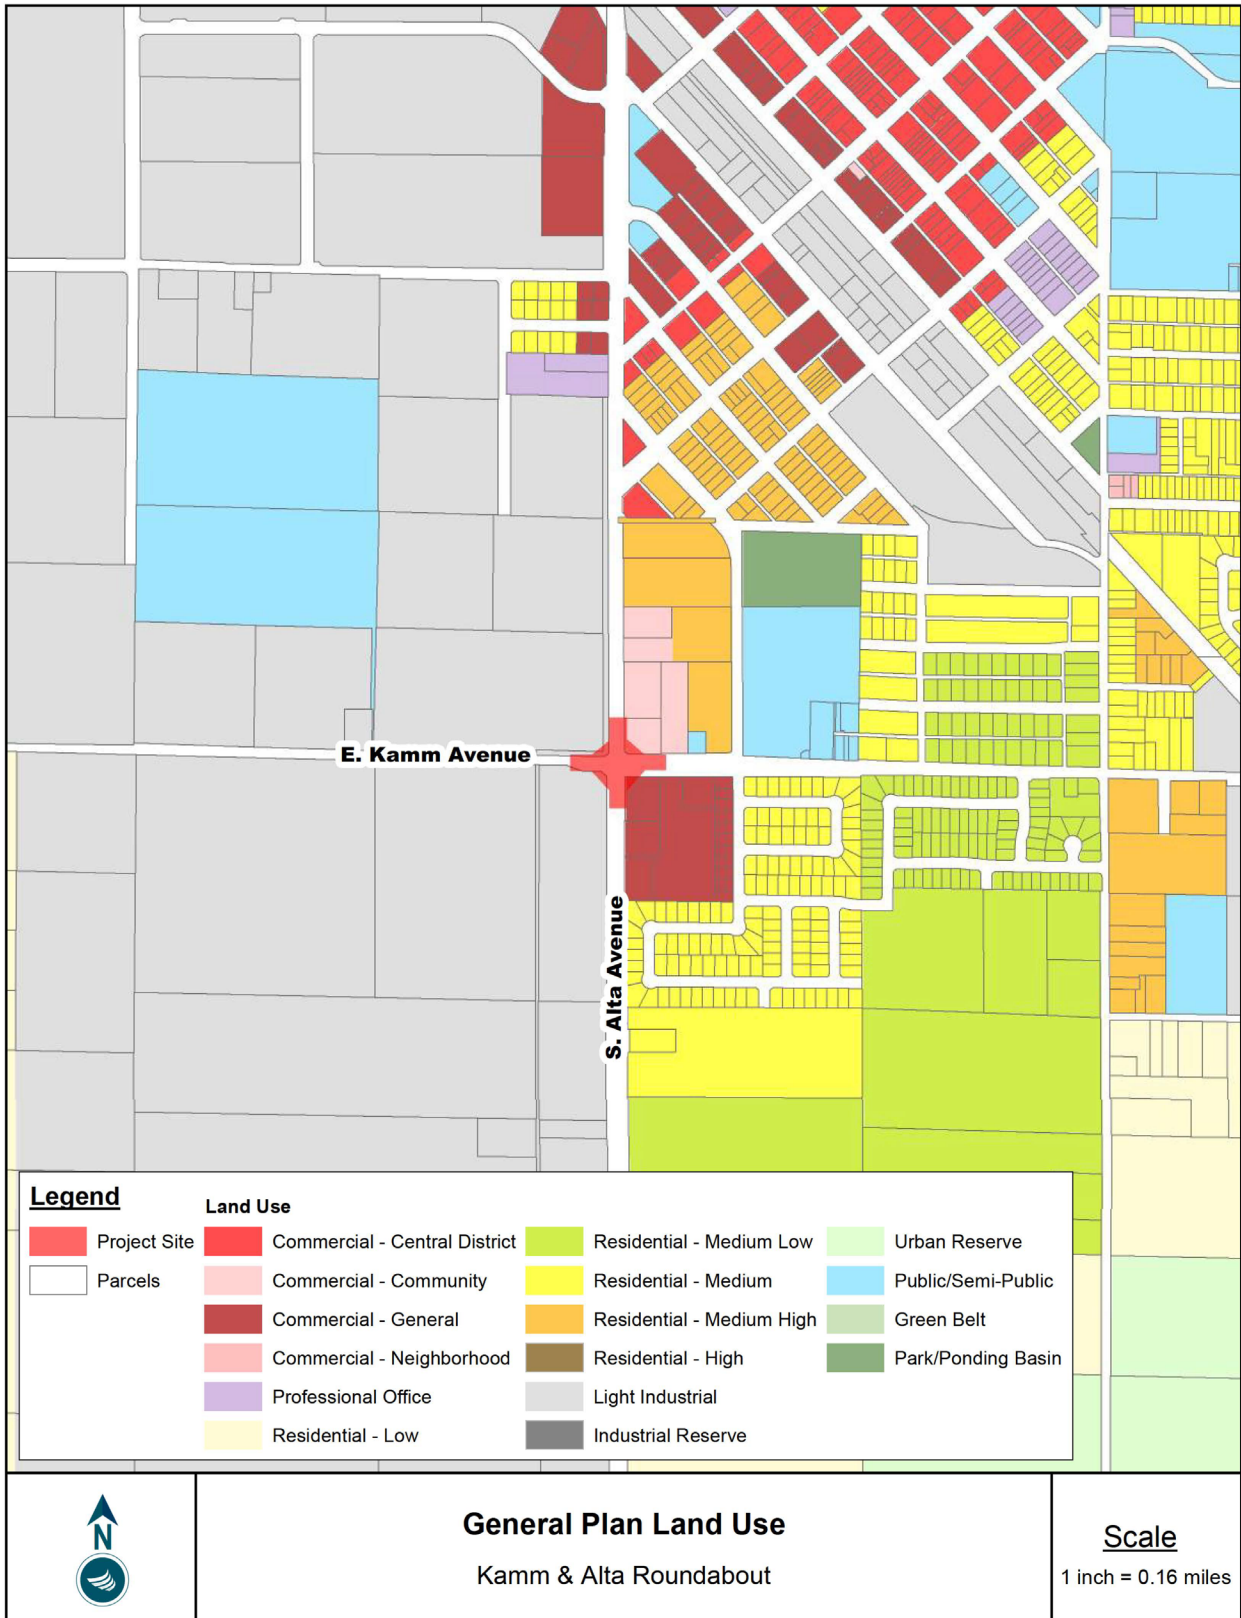 E. Kamm Avenue
S. Alta Avenue
Legend
Project Site
Parcels
Land Use
Commercial - Central District
Commercial - Community
Commercial - General
Commercial - Neighborhood
Professional Office
Residential - Low
Residential - Medium Low
Residential - Medium
Residential - Medium High
Residential - High
Light Industrial
Industrial Reserve
Urban Reserve
Public/Semi-Public
Green Belt
Park/Ponding Basin
N
General Plan Land Use
Kamm & Alta Roundabout
Scale
1 inch = 0.16 miles